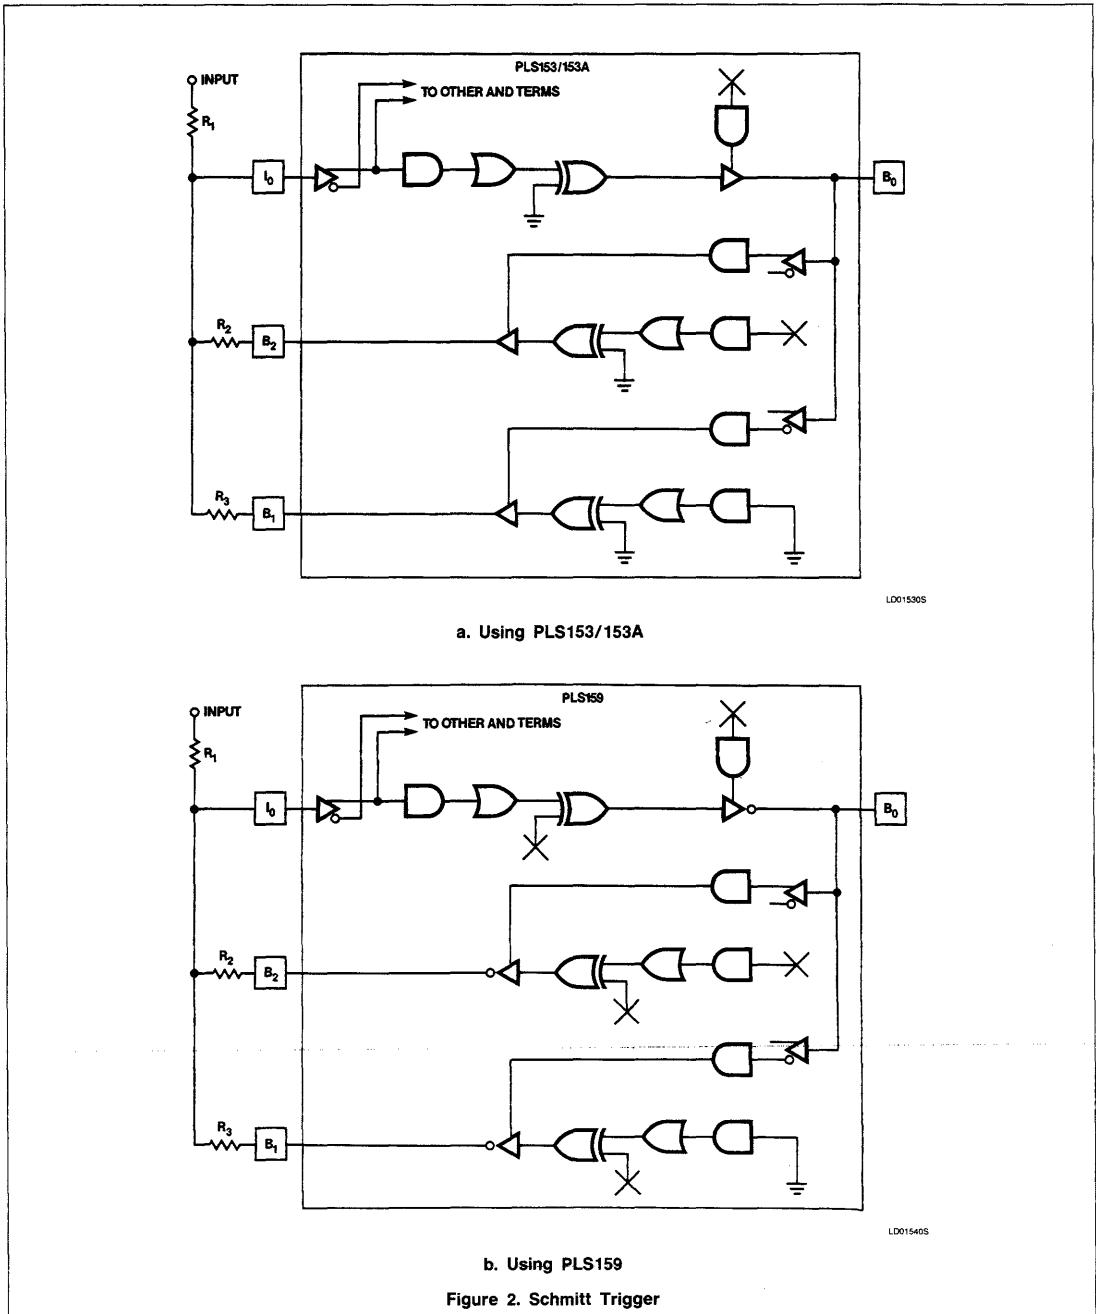 PLS153/153A
INPUT
TO OTHER AND TERMS
R1
I0
B0
R2
B2
R3
B1
LD01530S
a. Using PLS153/153A
PLS159
INPUT
TO OTHER AND TERMS
R1
I0
B0
R2
B2
R3
B1
LD01540S
b. Using PLS159
Figure 2. Schmitt Trigger